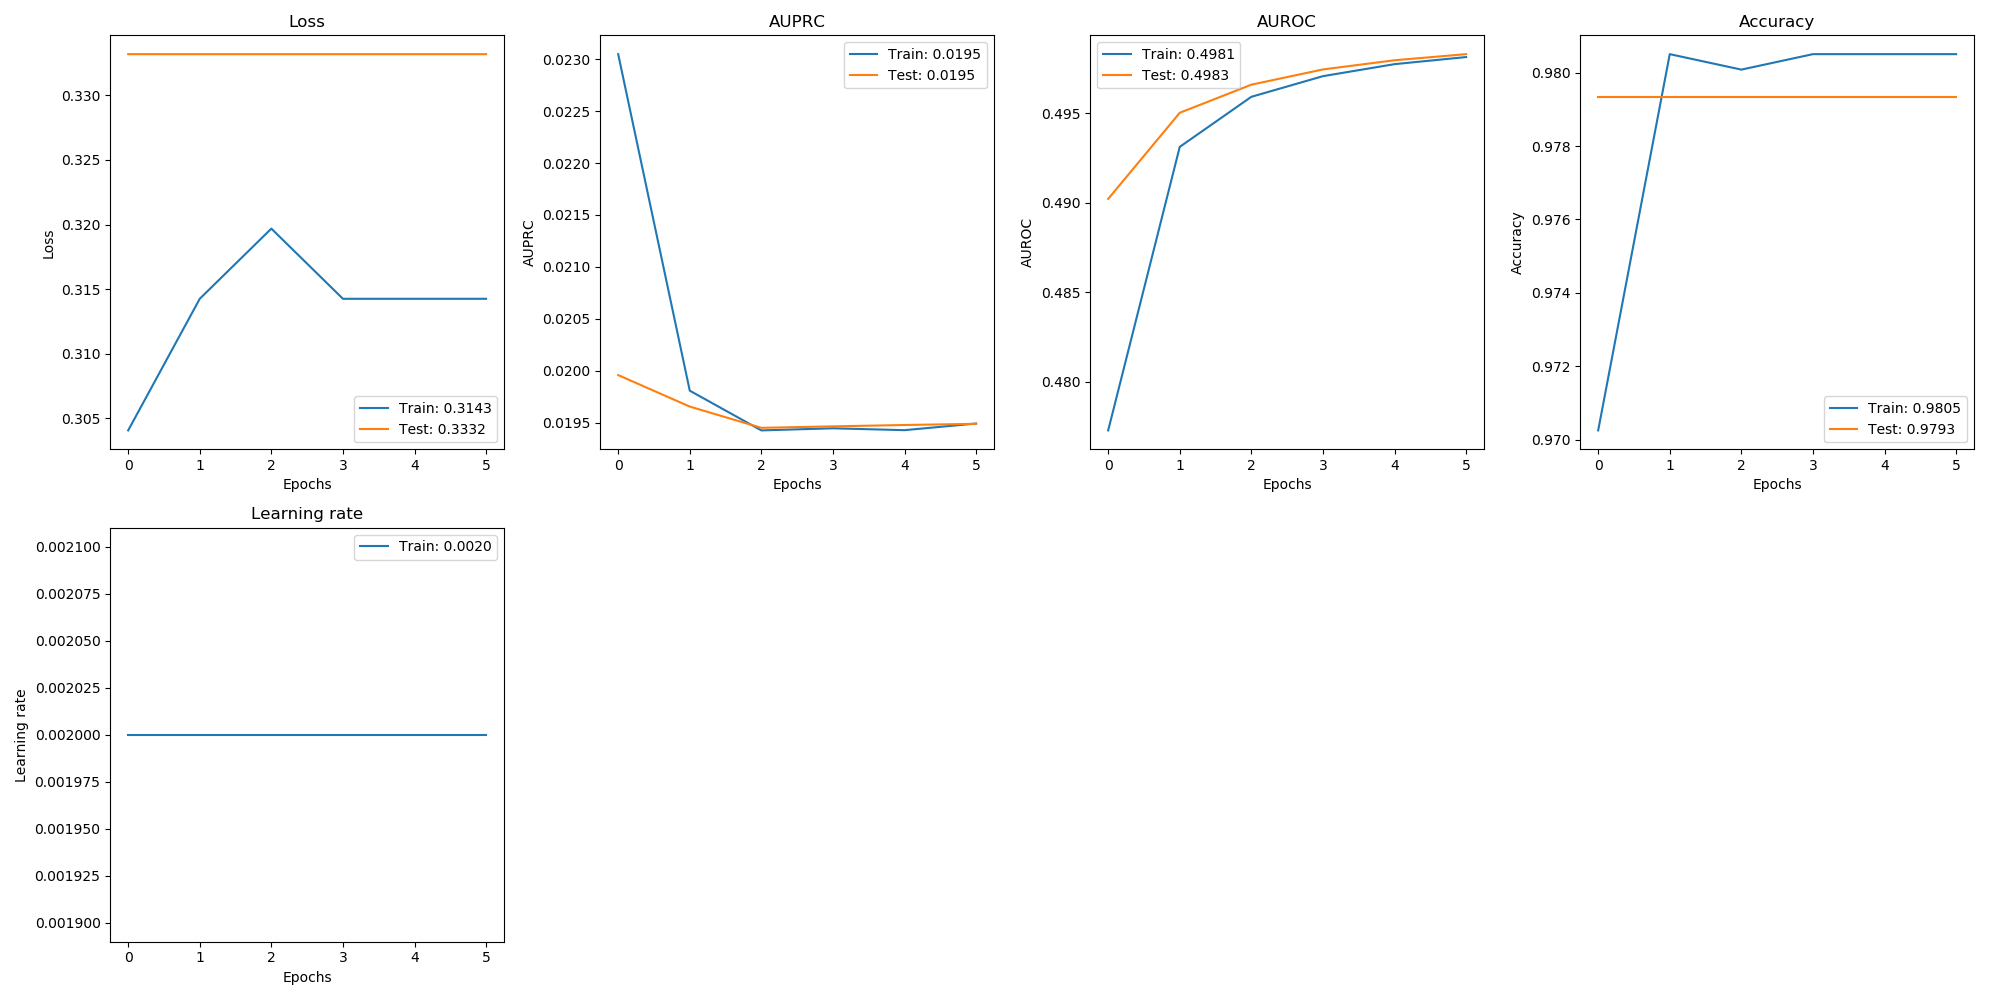 Loss
0.330
0.325
0.320
0.315
0.310
0.305
Loss
Train: 0.3143
Test: 0.3332
0 1 2 3 4 5
Epochs
AUPRC
0.0230
0.0225
0.0220
0.0215
0.0210
0.0205
0.0200
0.0195
AUPRC
Train: 0.0195
Test: 0.0195
0 1 2 3 4 5
Epochs
AUROC
0.495
0.490
0.485
0.480
AUROC
Train: 0.4981
Test: 0.4983
0 1 2 3 4 5
Epochs
Accuracy
0.980
0.978
0.976
0.974
0.972
0.970
Accuracy
Train: 0.9805
Test: 0.9793
0 1 2 3 4 5
Epochs
Learning rate
0.002100
0.002075
0.002050
0.002025
0.002000
0.001975
0.001950
0.001925
0.001900
Learning rate
Train: 0.0020
0 1 2 3 4 5
Epochs